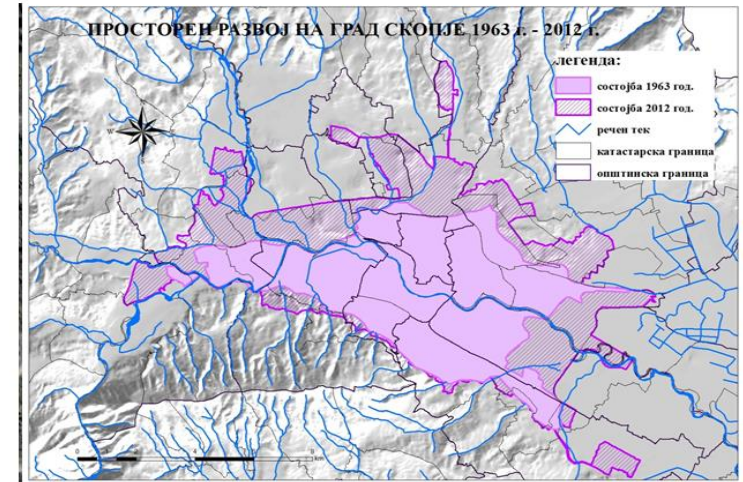 ПРОСТОРЕН РАЗВОЈ НА ГРАД СКОПЈЕ 1963 г. - 2012 г.
легенда:
состојба 1963 год.
состојба 2012 год.
речен тек
катастарска граница
општинска граница